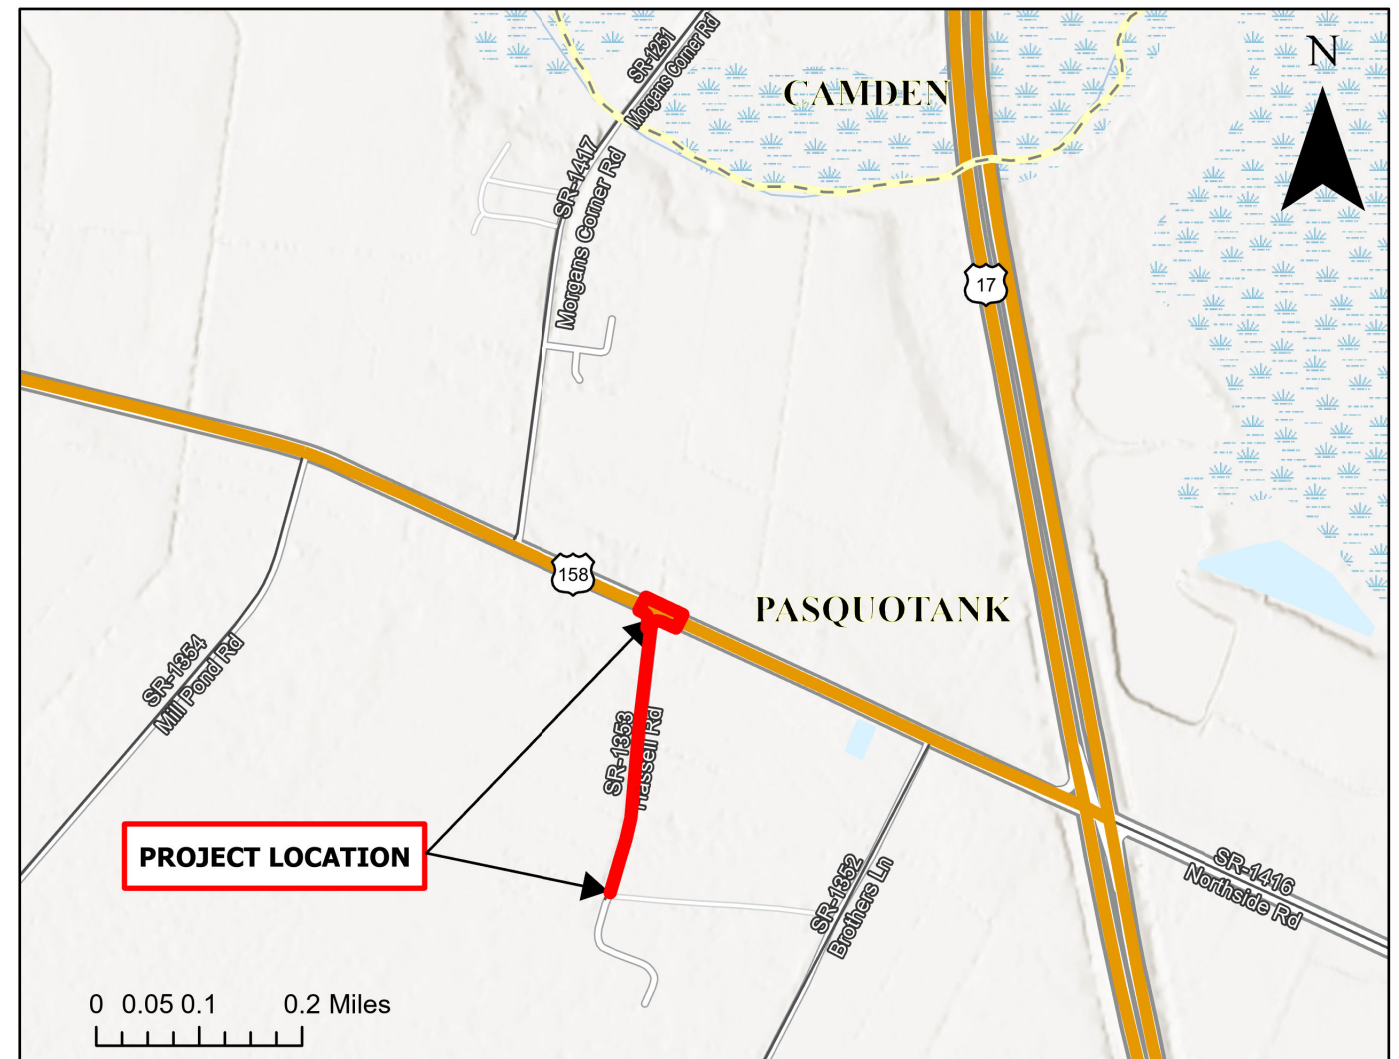 SR-1251
Morgans Corner Rd
CAMDEN
N
SR-1417
Morgans Corner Rd
17
158
PASQUOTANK
SR-1354
Mill Pond Rd
SR-1353
Hassell Rd
PROJECT LOCATION
SR-1352
Brothers Ln
SR-1416
Northside Rd
0 0.05 0.1 0.2 Miles